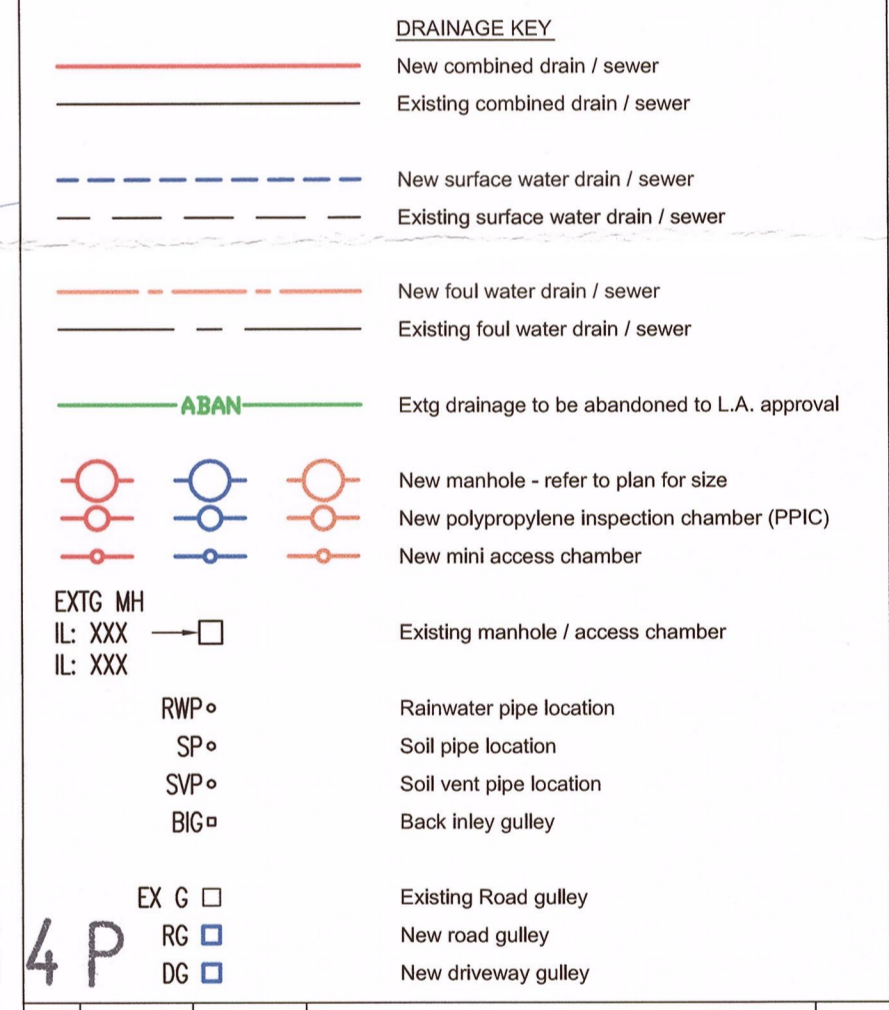 DRAINAGE KEY
New combined drain / sewer
Existing combined drain / sewer
New surface water drain / sewer
Existing surface water drain / sewer
New foul water drain / sewer
Existing foul water drain / sewer
ABAN Extg drainage to be abandoned to L.A. approval
New manhole - refer to plan for size
New polypropylene inspection chamber (PPIC)
New mini access chamber
EXTG MH
IL: XXX Existing manhole / access chamber
IL: XXX
RWP Rainwater pipe location
SP Soil pipe location
SVP Soil vent pipe location
BIG Back inley gulley
EX G Existing Road gulley
RG New road gulley
DG New driveway gulley
4 P